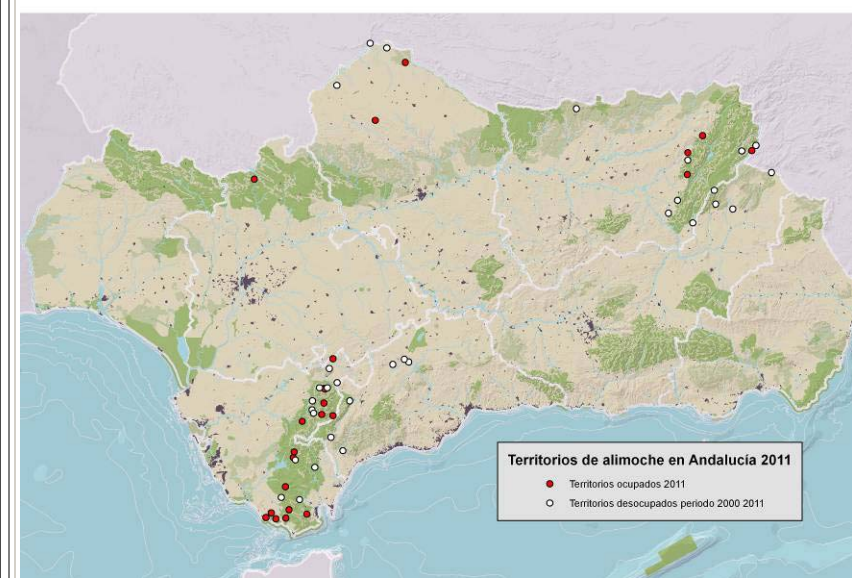 Territorios de alimoche en Andalucía 2011
Territorios ocupados 2011
Territorios desocupados periodo 2000 2011